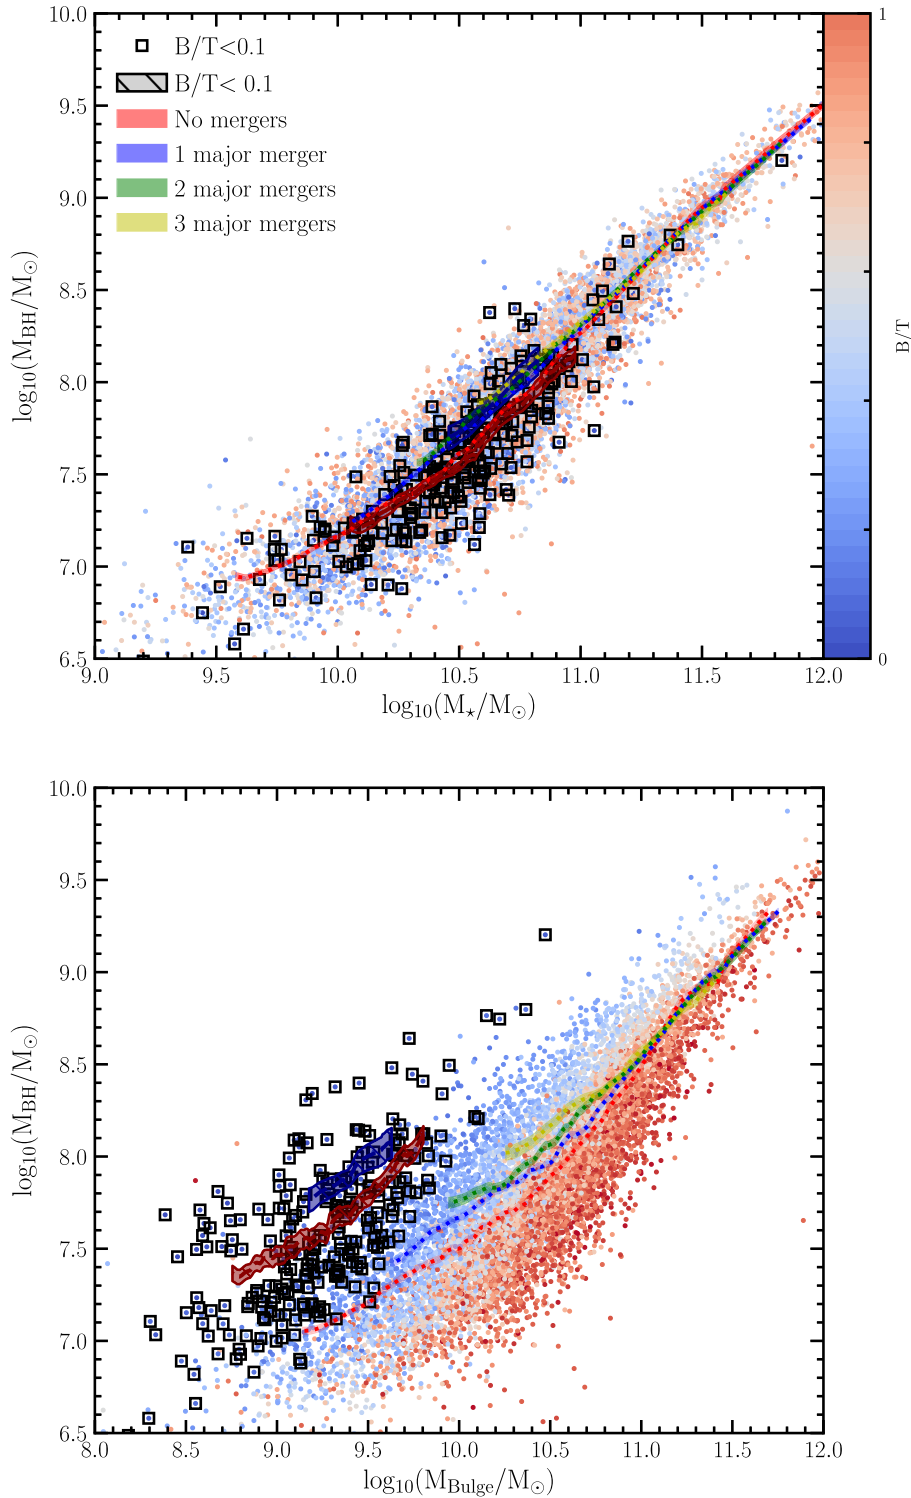 10.0
9.5
9.0
8.5
8.0
7.5
7.0
6.5
log10(MBH/M⊙)
B/T<0.1
B/T< 0.1
No mergers
1 major merger
2 major mergers
3 major mergers
9.0 9.5 10.0 10.5 11.0 11.5 12.0
log10(M⋆/M⊙)
1
0
B/T
10.0
9.5
9.0
8.5
8.0
7.5
7.0
6.5
log10(MBH/M⊙)
8.0 8.5 9.0 9.5 10.0 10.5 11.0 11.5 12.0
log10(MBulge/M⊙)